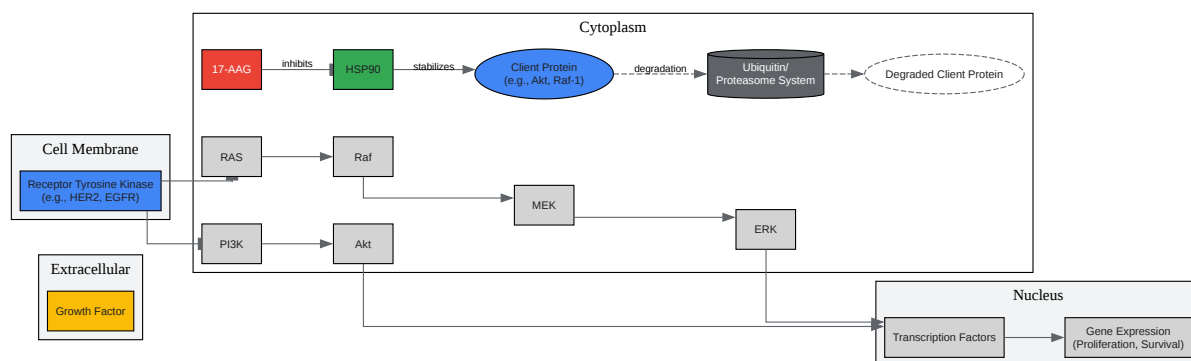 Cytoplasm
17-AAG
inhibits
HSP90
stabilizes
Client Protein
(e.g., Akt, Raf-1)
degradation
Ubiquitin/
Proteasome System
Degraded Client Protein
Cell Membrane
Receptor Tyrosine Kinase
(e.g., HER2, EGFR)
RAS
Raf
MEK
ERK
PI3K
Akt
Extracellular
Growth Factor
Nucleus
Transcription Factors
Gene Expression
(Proliferation, Survival)